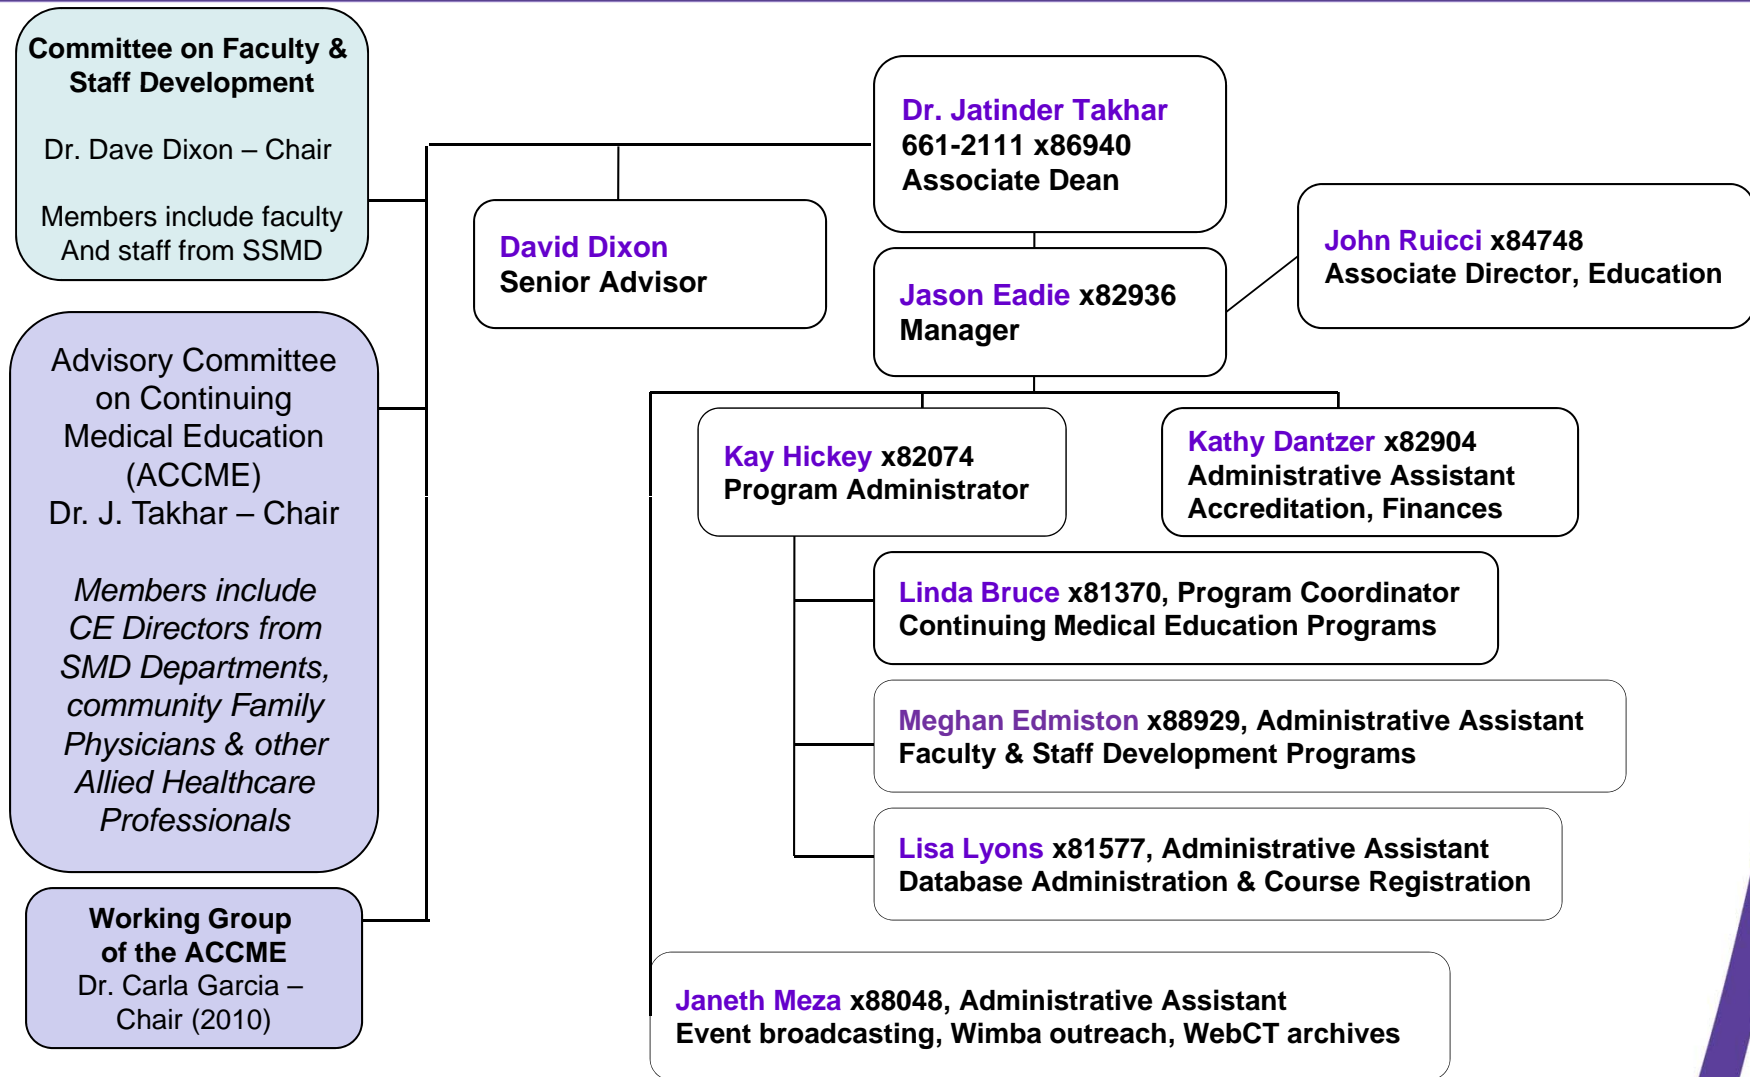 Committee on Faculty &
Staff Development
Dr. Dave Dixon – Chair
Members include faculty
And staff from SSMD
Advisory Committee
on Continuing
Medical Education
(ACCME)
Dr. J. Takhar – Chair
Members include
CE Directors from
SMD Departments,
community Family
Physicians & other
Allied Healthcare
Professionals
Working Group
of the ACCME
Dr. Carla Garcia –
Chair (2010)
Dr. Jatinder Takhar
661-2111 x86940
Associate Dean
David Dixon
Senior Advisor
Jason Eadie x82936
Manager
John Ruicci x84748
Associate Director, Education
Kay Hickey x82074
Program Administrator
Kathy Dantzer x82904
Administrative Assistant
Accreditation, Finances
Linda Bruce x81370, Program Coordinator
Continuing Medical Education Programs
Meghan Edmiston x88929, Administrative Assistant
Faculty & Staff Development Programs
Lisa Lyons x81577, Administrative Assistant
Database Administration & Course Registration
Janeth Meza x88048, Administrative Assistant
Event broadcasting, Wimba outreach, WebCT archives